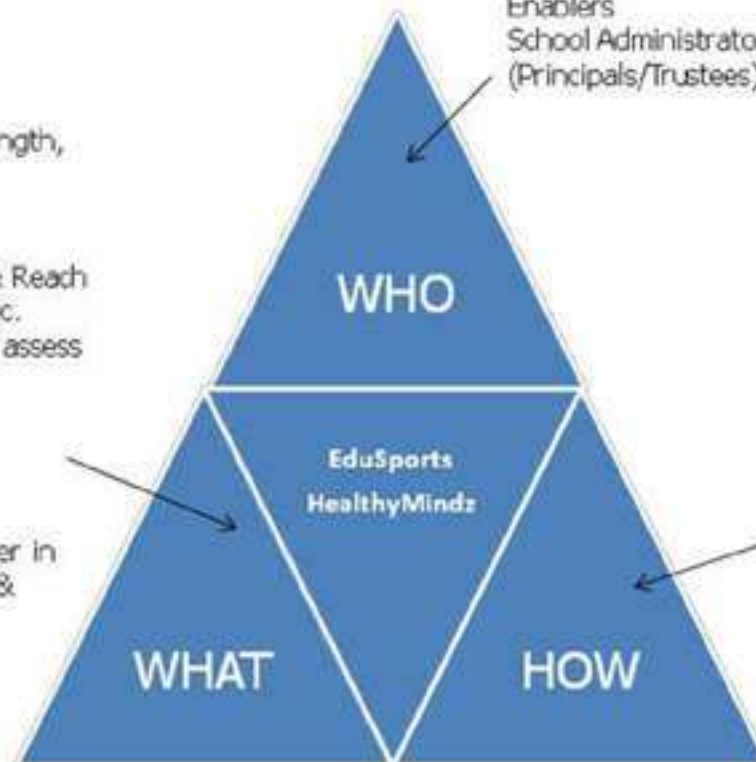 Enablers
School Administrato
(Principals/Trustees)
ngth,
Reach
c.
assess
WHO
EduSports
HealthyMindz
er in
&
WHAT
HOW